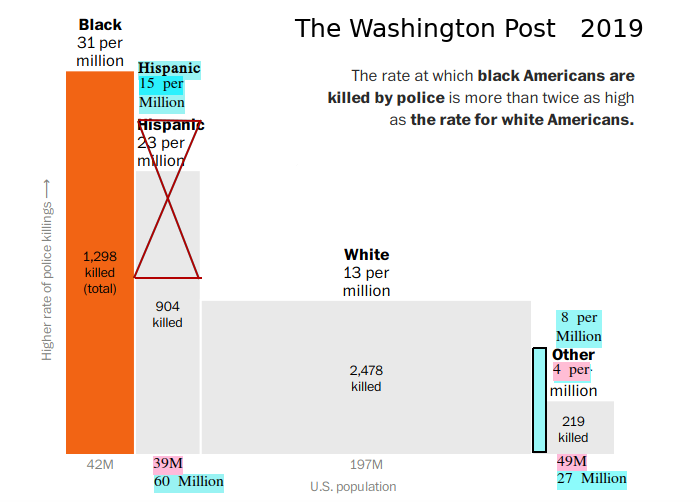 The Washington Post 2019
The rate at which black Americans are
killed by police is more than twice as high
as the rate for white Americans.
Black
31 per
million
Hispanic
15 per
Million
Hispanic
23 per
million
White
13 per
million
8 per
Million
Other
4 per
million
Higher rate of police killings →
1,298
killed
(total)
904
killed
2,478
killed
219
killed
42M
39M
60 Million
197M
49M
27 Million
U.S. population